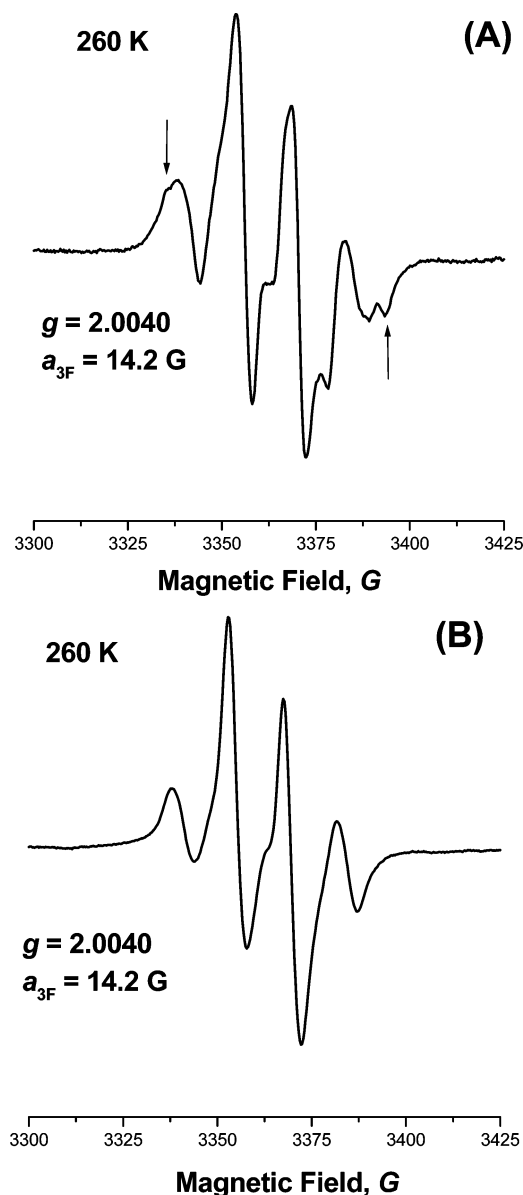 260 K
(A)
g = 2.0040
a3F = 14.2 G
3300 3325 3350 3375 3400 3425
Magnetic Field, G
260 K
(B)
g = 2.0040
a3F = 14.2 G
3300 3325 3350 3375 3400 3425
Magnetic Field, G